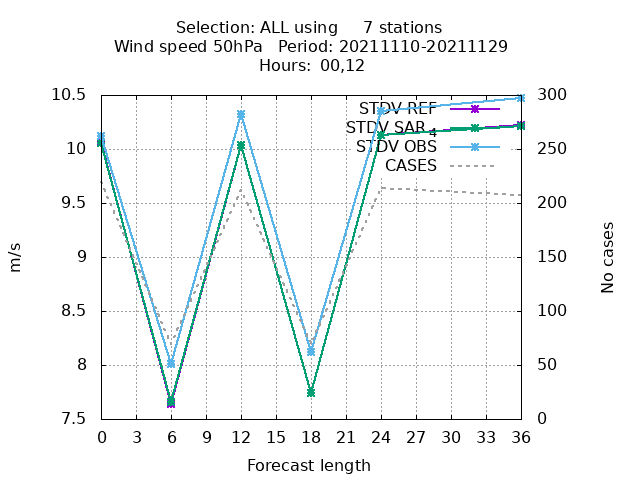 Selection: ALL using 7 stations
Wind speed 50hPa Period: 20211110-20211129
Hours: 00,12
10.5
10
9.5
9
8.5
8
7.5
300
250
200
150
100
50
0
STDV REF
STDV SAR4
STDV OBS
CASES
m/s
No cases
0 3 6 9 12 15 18 21 24 27 30 33 36
Forecast length